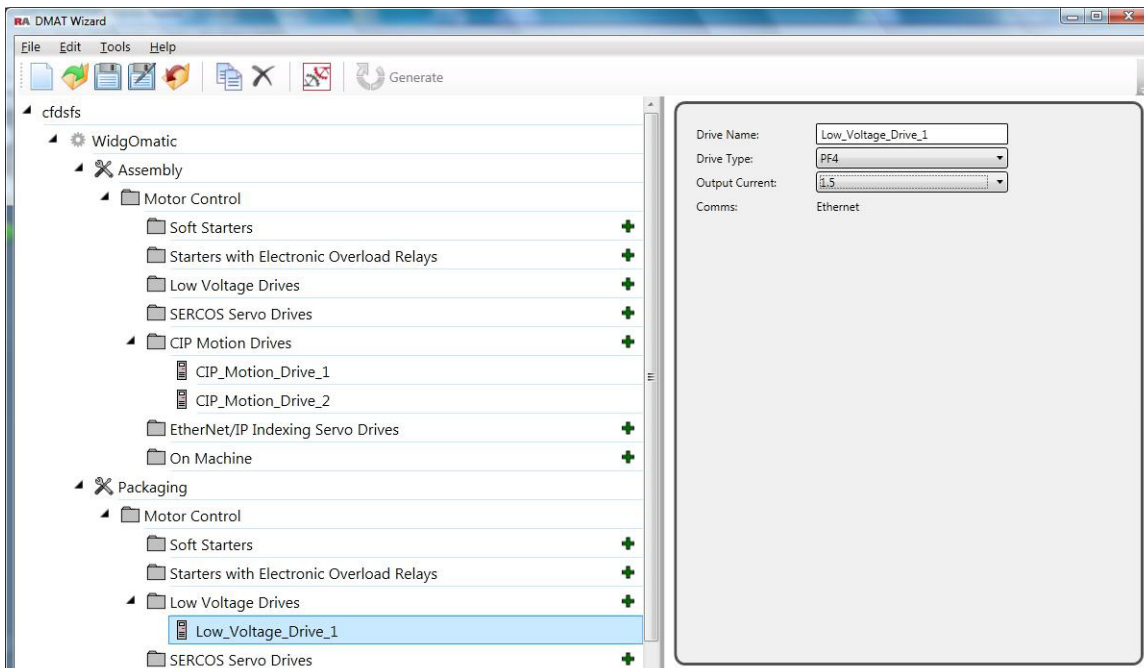 RA DMAT Wizard
File Edit Tools Help
Generate
cfdsfs
WidgOmatic
Assembly
Motor Control
Soft Starters
Starters with Electronic Overload Relays
Low Voltage Drives
SERCOS Servo Drives
CIP Motion Drives
CIP_Motion_Drive_1
CIP_Motion_Drive_2
EtherNet/IP Indexing Servo Drives
On Machine
Packaging
Motor Control
Soft Starters
Starters with Electronic Overload Relays
Low Voltage Drives
Low_Voltage_Drive_1
SERCOS Servo Drives
Drive Name: Low_Voltage_Drive_1
Drive Type: PF4
Output Current: 1.5
Comms: Ethernet